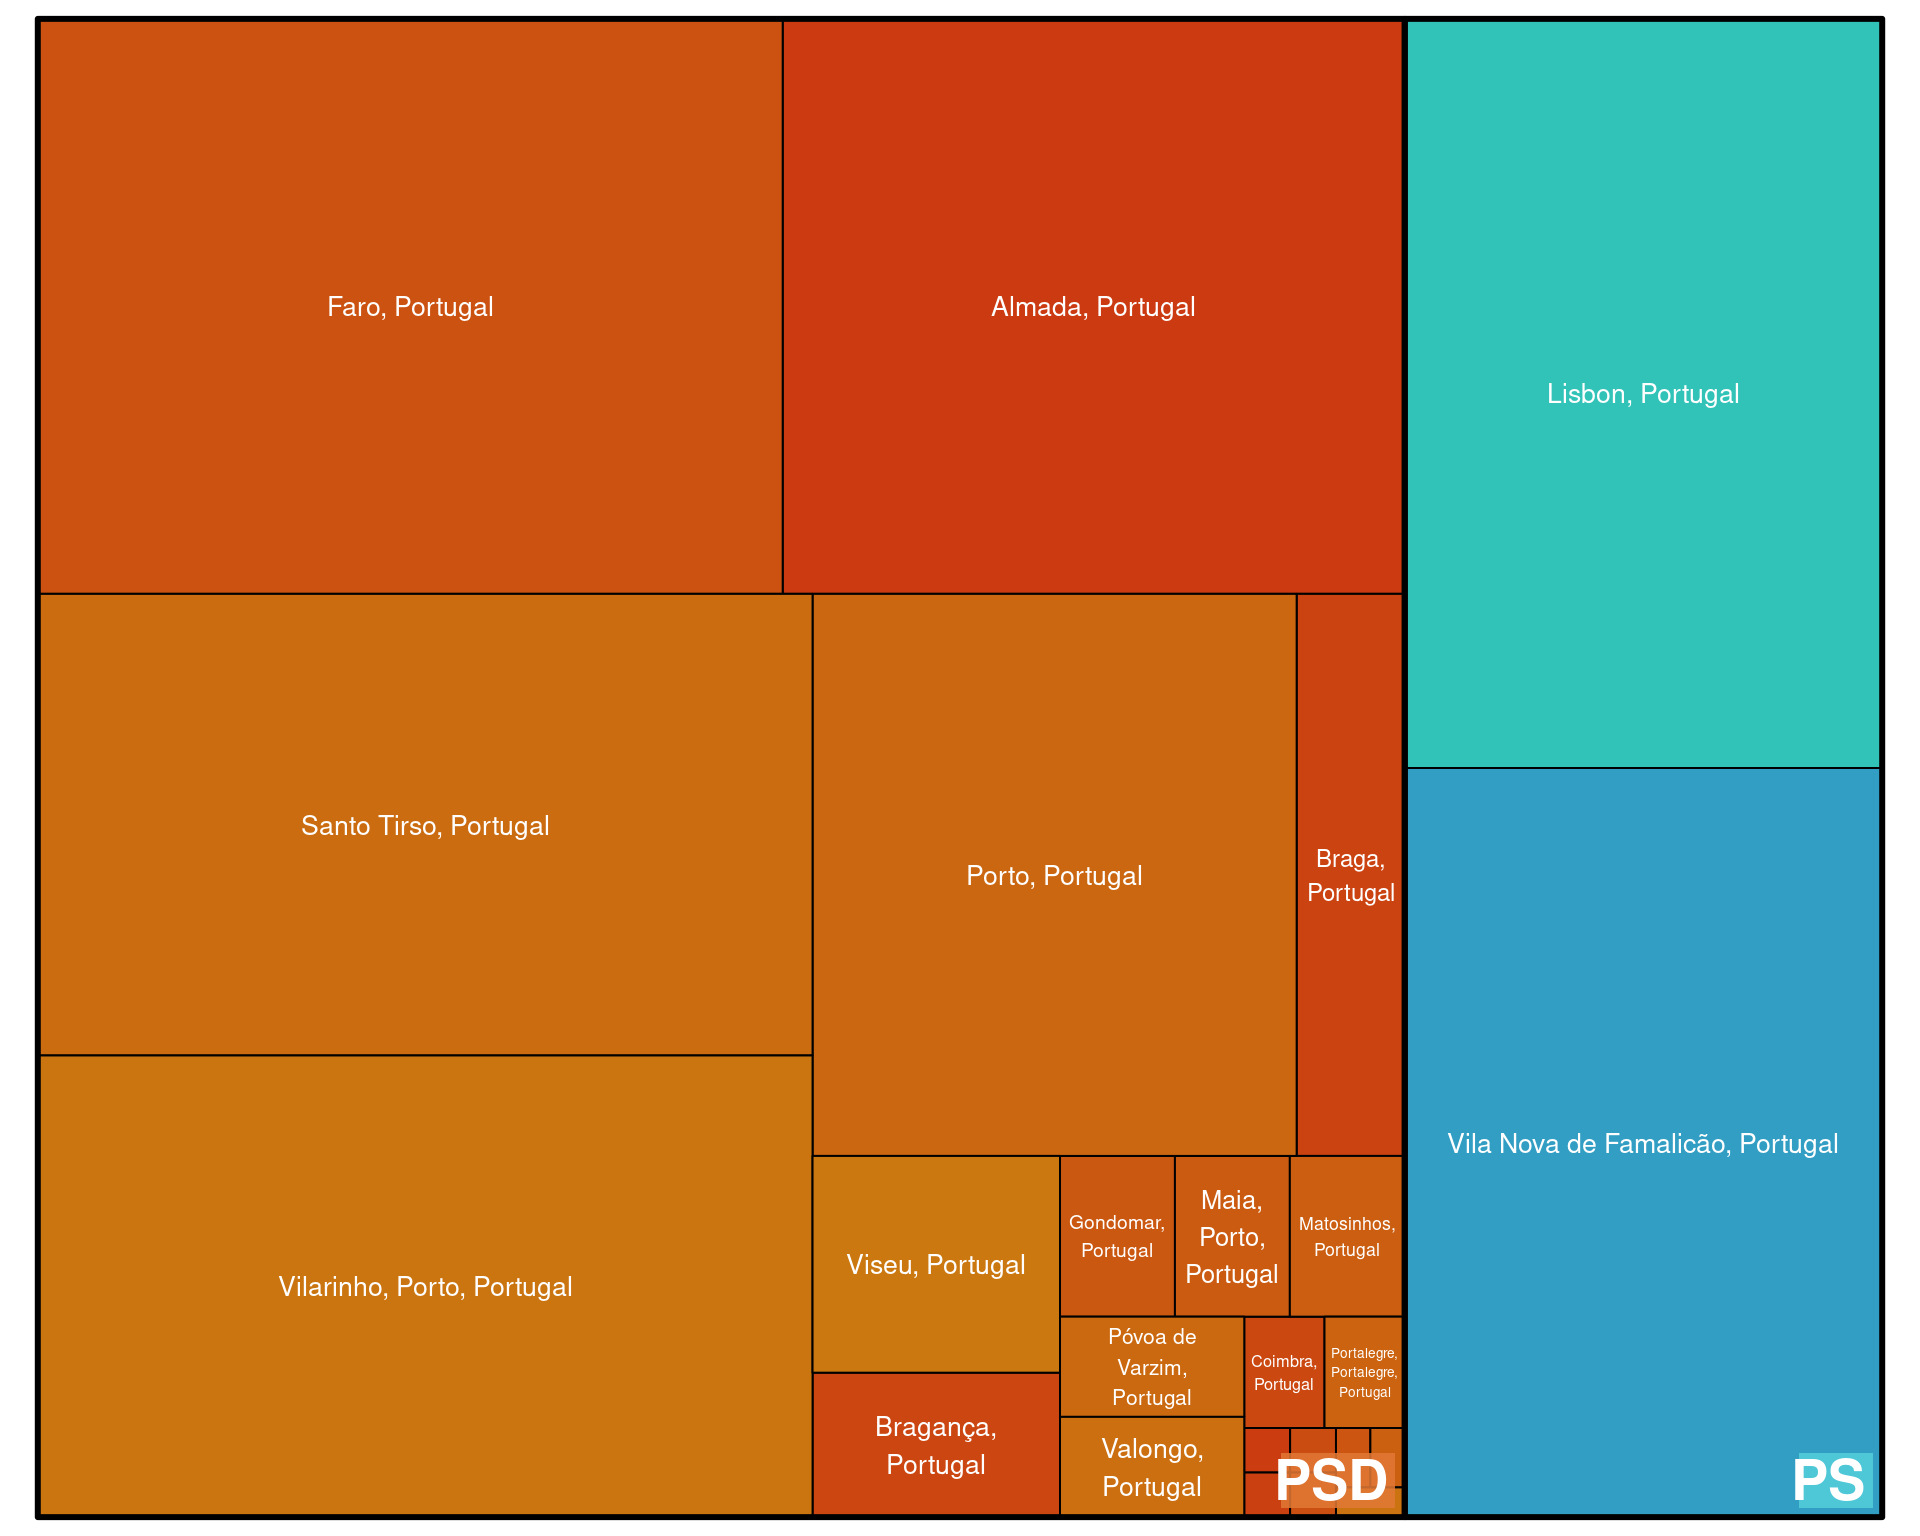 Faro, Portugal
Almada, Portugal
Lisbon, Portugal
Santo Tirso, Portugal
Porto, Portugal
Braga,
Portugal
Vila Nova de Famalicão, Portugal
Vilarinho, Porto, Portugal
Viseu, Portugal
Gondomar,
Portugal
Maia,
Porto,
Portugal
Matosinhos,
Portugal
Póvoa de
Varzim,
Portugal
Coimbra,
Portugal
Portalegre,
Portalegre,
Portugal
Bragança,
Portugal
Valongo,
Portugal
PSD
PS